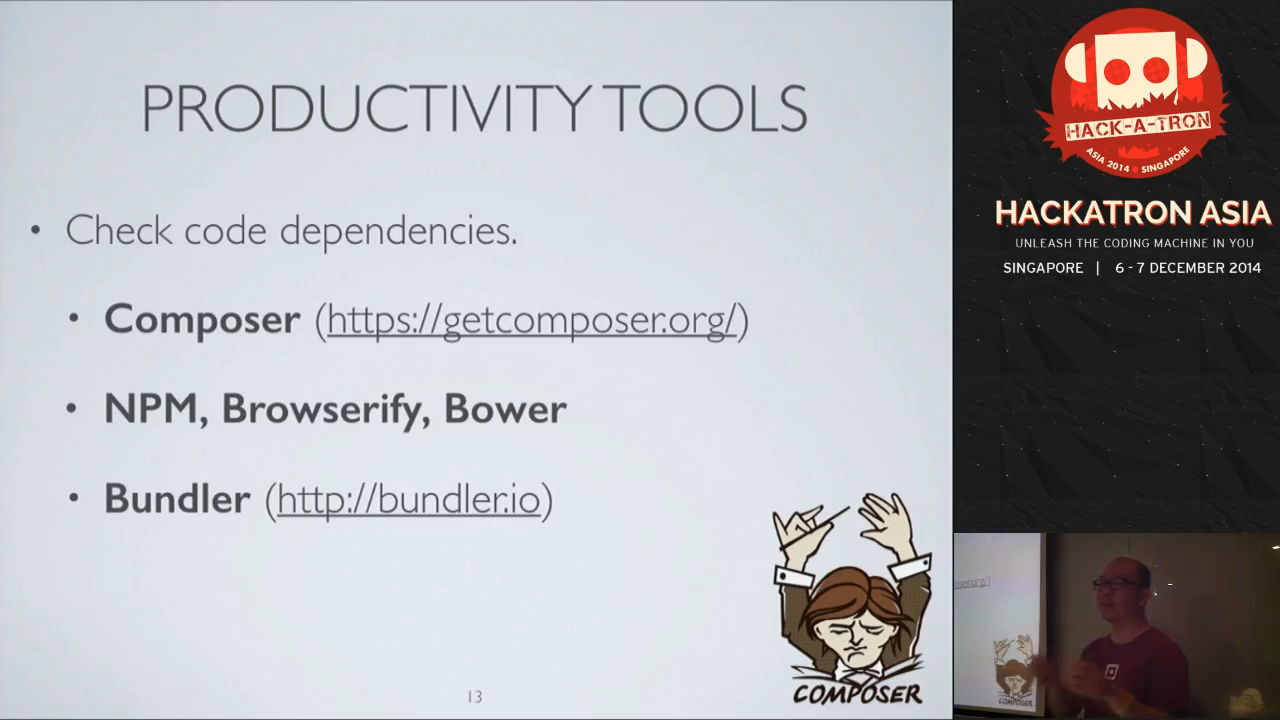 PRODUCTIVITY TOOLS
• Check code dependencies.
• Composer (https://getcomposer.org/)
• NPM, Browserify, Bower
• Bundler (http://bundler.io)
COMPOSER
13
HACK-A-TRON
ASIA 2014 SINGAPORE
HACKATRON ASIA
UNLEASH THE CODING MACHINE IN YOU
SINGAPORE | 6 - 7 DECEMBER 2014
COMPOSER